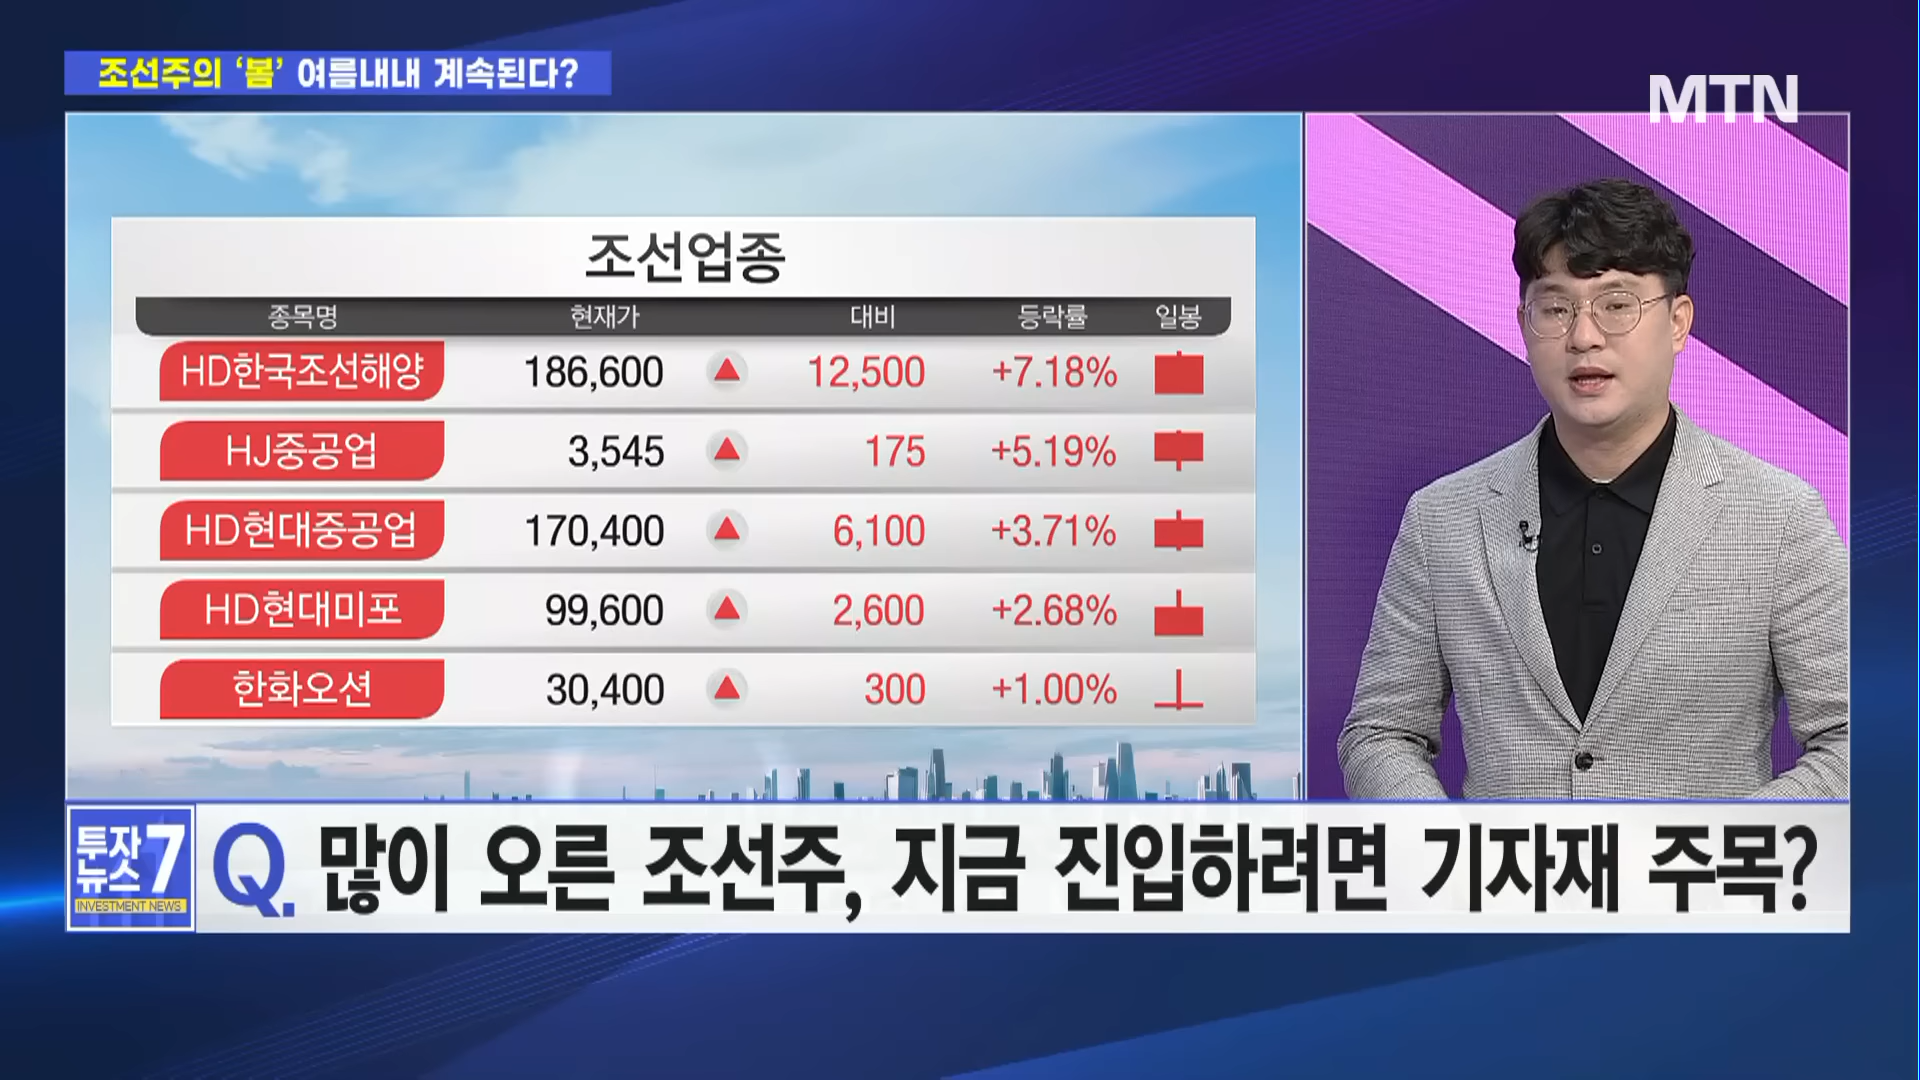 조선주의 '봄' 여름내내 계속된다?
MTN
조선업종
종목명 현재가 대비 등락률 일봉
HD한국조선해양 186,600 ▲ 12,500 +7.18%
HJ중공업 3,545 ▲ 175 +5.19%
HD현대중공업 170,400 ▲ 6,100 +3.71%
HD현대미포 99,600 ▲ 2,600 +2.68%
한화오션 30,400 ▲ 300 +1.00%
투자
뉴스 7
INVESTMENT NEWS
Q. 많이 오른 조선주, 지금 진입하려면 기자재 주목?